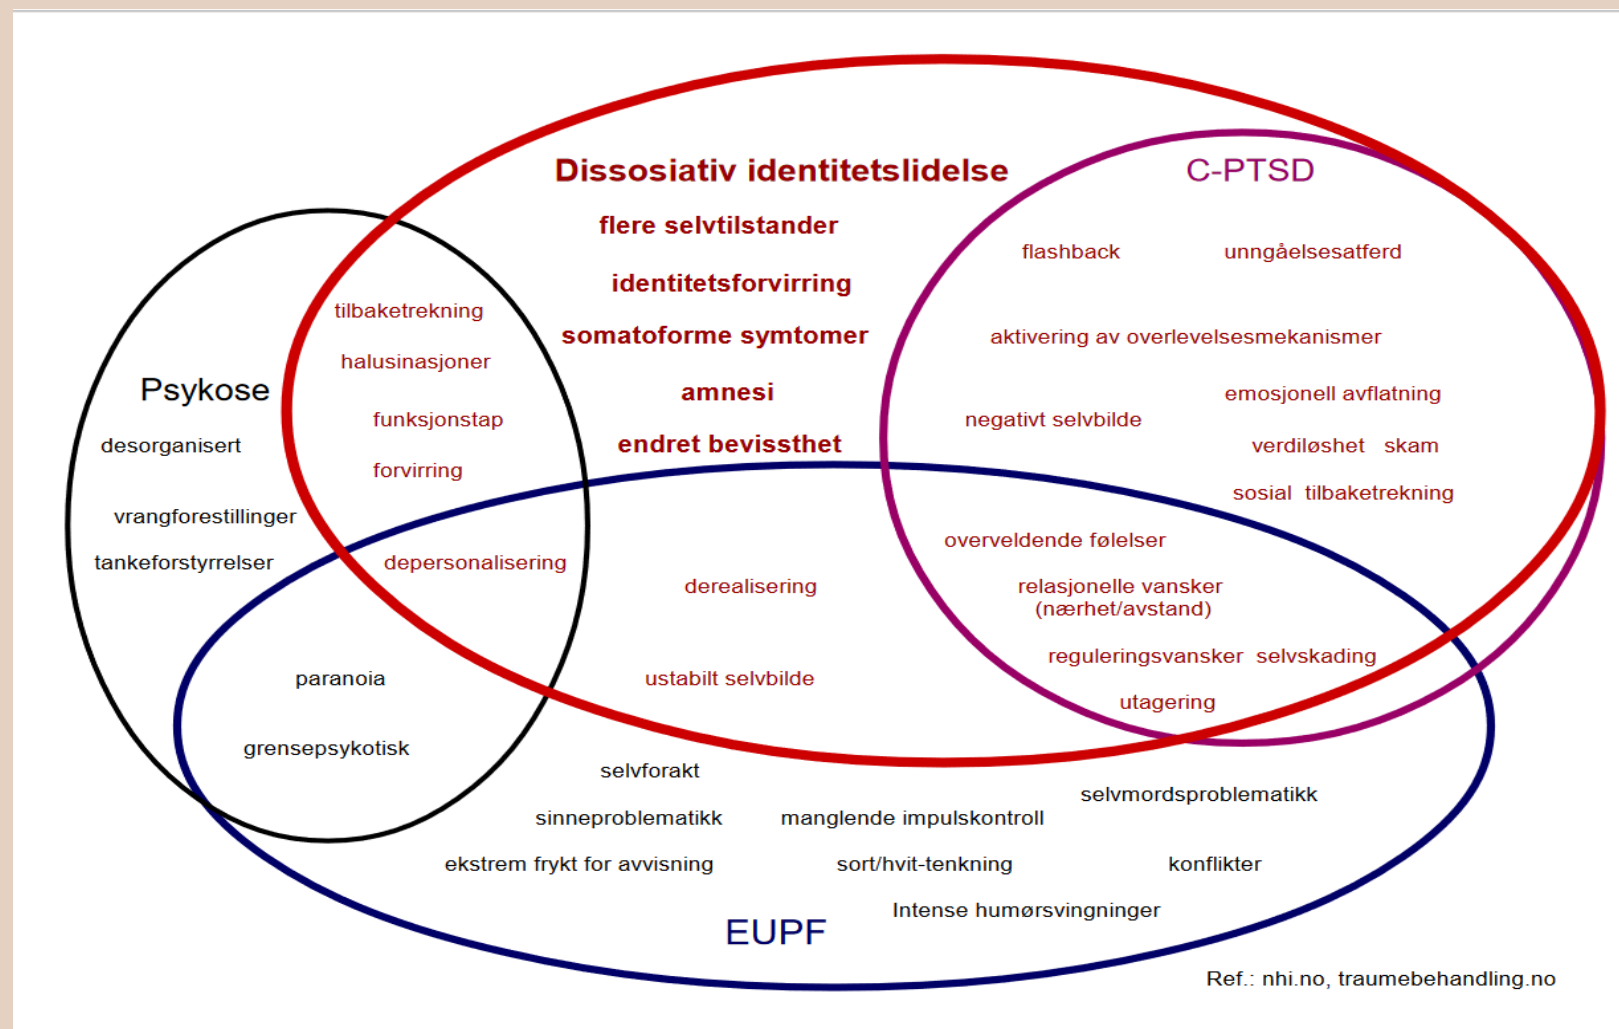 Dissosiativ identitetslidelse
C-PTSD
flere selvtilstander
flashback
unngåelsesatferd
identitetsforvirring
tilbaketrekning
somatoforme symtomer
aktivering av overlevelsesmekanismer
halusinasjoner
Psykose
amnesi
emosjonell avflatning
funksjonstap
negativt selvbilde
desorganisert
endret bevissthet
verdiløshet skam
forvirring
sosial tilbaketrekning
vrangforestillinger
overveldende følelser
tankeforstyrrelser
depersonalisering
derealisering
relasjonelle vansker
(nærhet/avstand)
reguleringsvansker selvskading
paranoia
ustabilt selvbilde
utagering
grensepsykotisk
selvforakt
selvmordsproblematikk
sinneproblematikk
manglende impulskontroll
ekstrem frykt for avvisning
sort/hvit-tenkning
konflikter
Intense humørsvingninger
EUPF
Ref.: nhi.no, traumebehandling.no